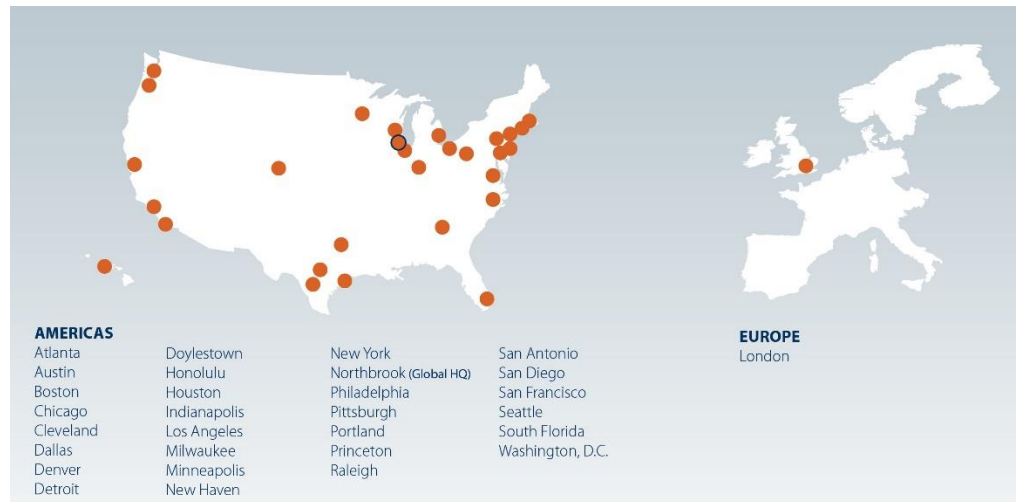 AMERICAS
Atlanta
Austin
Boston
Chicago
Cleveland
Dallas
Denver
Detroit
Doylestown
Honolulu
Houston
Indianapolis
Los Angeles
Milwaukee
Minneapolis
New Haven
New York
Northbrook (Global HQ)
Philadelphia
Pittsburgh
Portland
Princeton
Raleigh
San Antonio
San Diego
San Francisco
Seattle
South Florida
Washington, D.C.
EUROPE
London